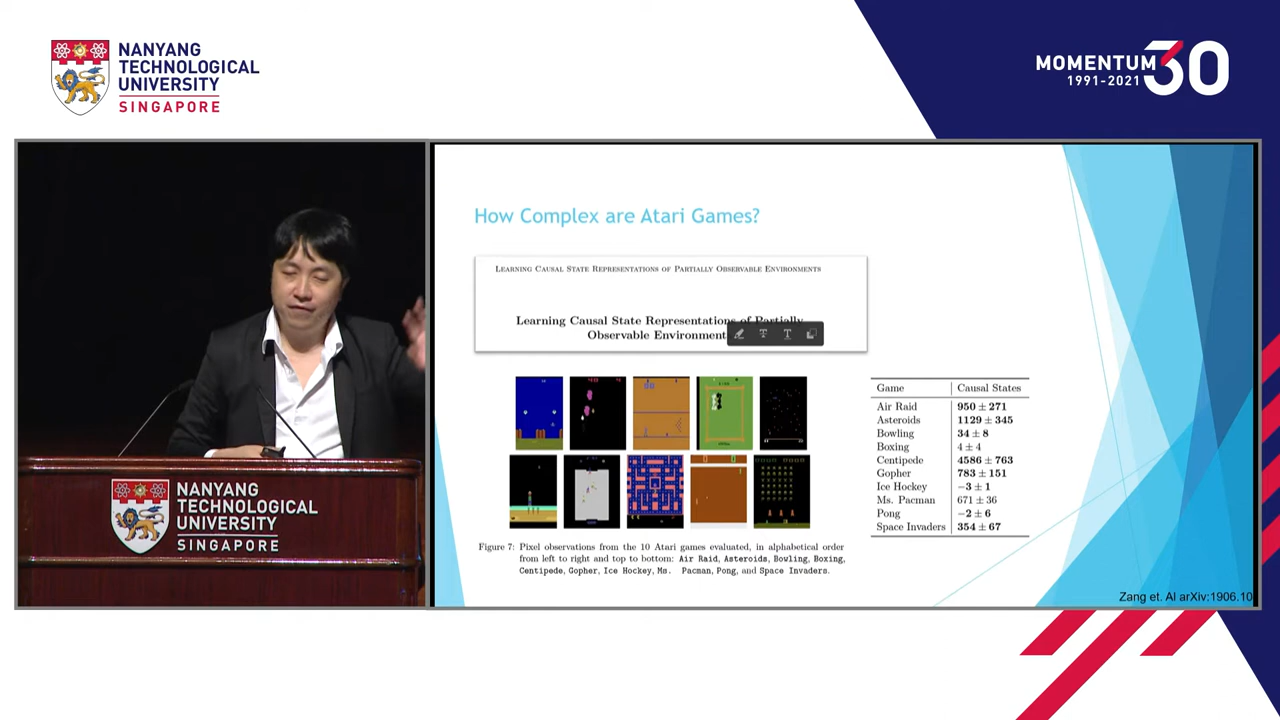 NANYANG
TECHNOLOGICAL
UNIVERSITY
SINGAPORE
MOMENTUM30
1991-2021
How Complex are Atari Games?
LEARNING CAUSAL STATE REPRESENTATIONS OF PARTIALLY OBSERVABLE ENVIRONMENTS
Learning Causal State Representations of Partially
Observable Environment
Game Causal States
Air Raid 950 ± 271
Asteroids 1129 ± 345
Bowling 34 ± 8
Boxing 4 ± 4
Centipede 4586 ± 763
Gopher 783 ± 151
Ice Hockey −3 ± 1
Ms. Pacman 671 ± 36
Pong −2 ± 6
Space Invaders 354 ± 67
Figure 7: Pixel observations from the 10 Atari games evaluated, in alphabetical order
from left to right and top to bottom: Air Raid, Asteroids, Bowling, Boxing,
Centipede, Gopher, Ice Hockey, Ms. Pacman, Pong, and Space Invaders.
Zang et. Al arXiv:1906.10
NANYANG
TECHNOLOGICAL
UNIVERSITY
SINGAPORE